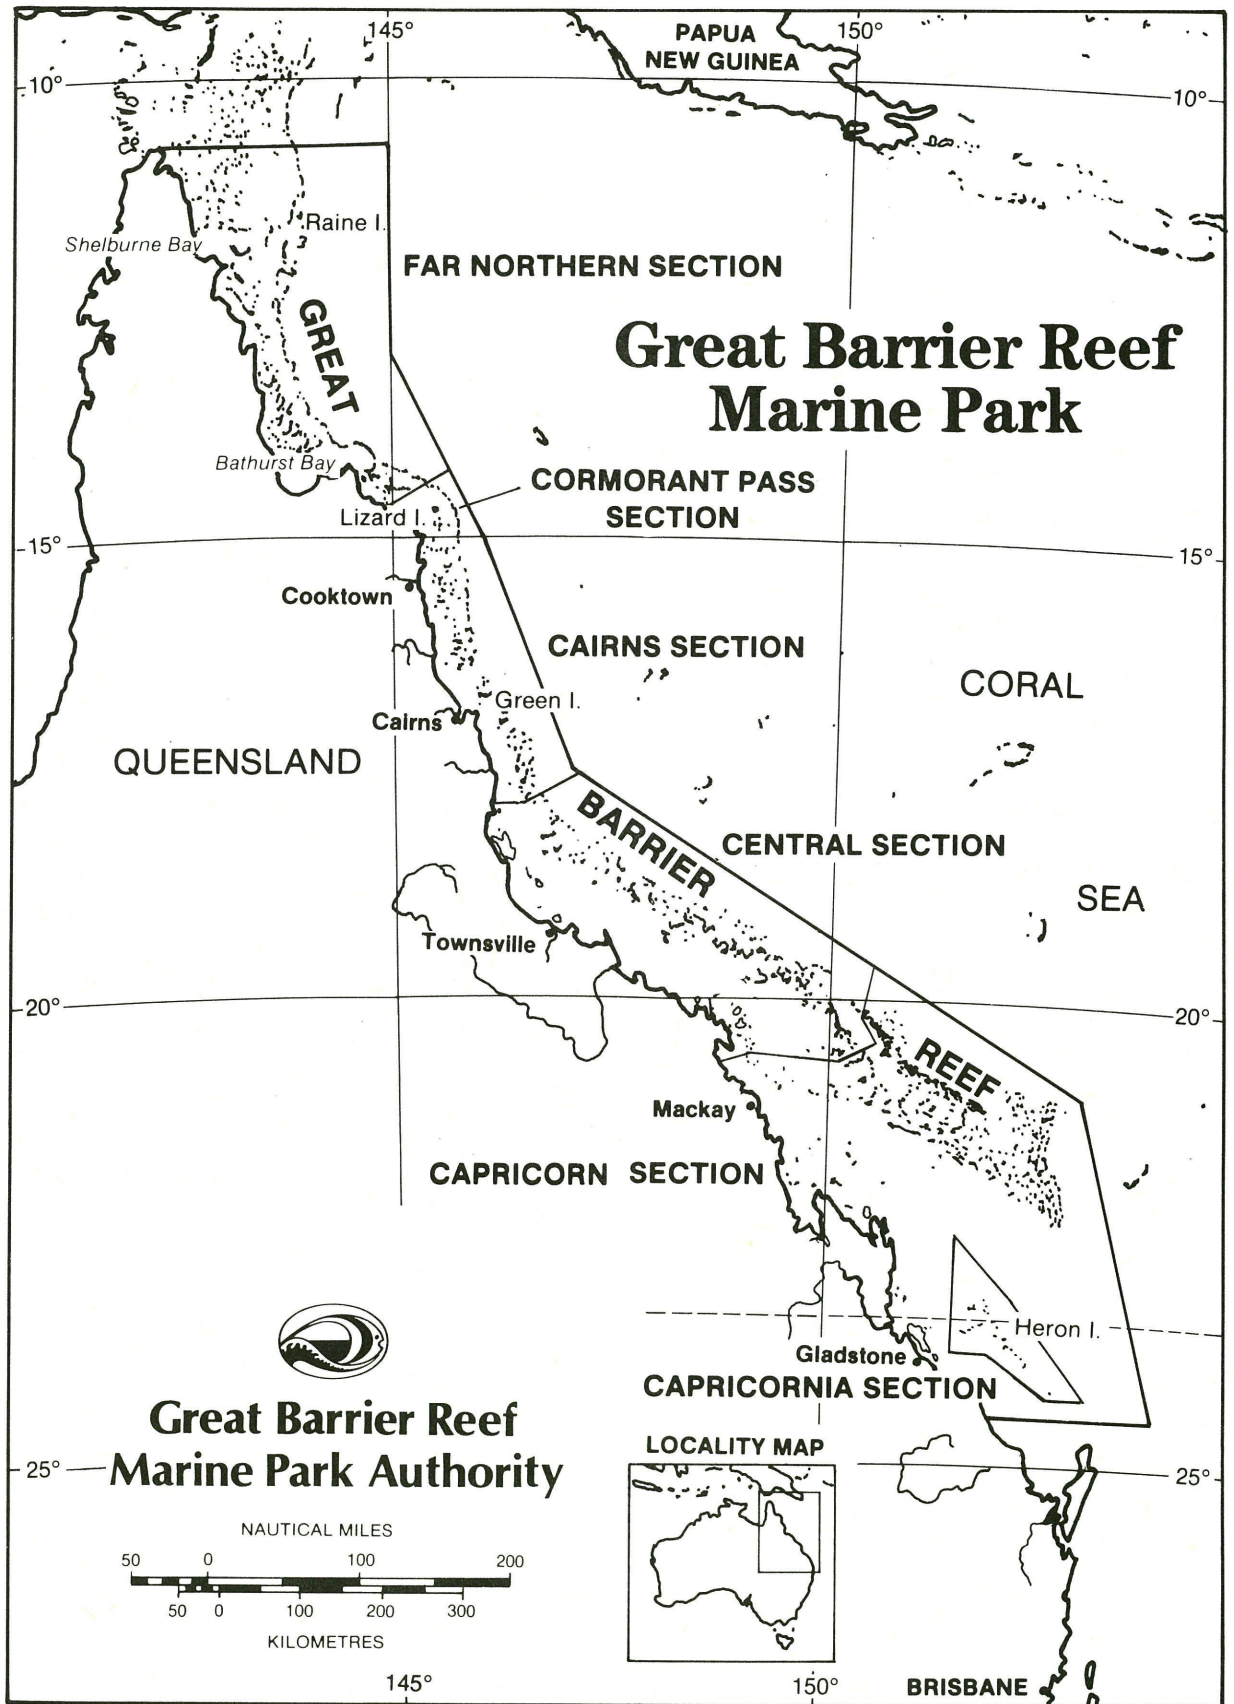 145°
PAPUA
NEW GUINEA
150°
10°
10°
Raine I.
Shelburne Bay
FAR NORTHERN SECTION
GREAT
Great Barrier Reef
Marine Park
Bathurst Bay
CORMORANT PASS
SECTION
Lizard I.
15°
15°
Cooktown
CAIRNS SECTION
CORAL
Green I.
Cairns
QUEENSLAND
BARRIER
CENTRAL SECTION
SEA
Townsville
20°
20°
REEF
Mackay
CAPRICORN SECTION
Heron I.
Gladstone
CAPRICORNIA SECTION
Great Barrier Reef
Marine Park Authority
LOCALITY MAP
25°
25°
NAUTICAL MILES
50 0 100 200
50 0 100 200 300
KILOMETRES
145°
150°
BRISBANE